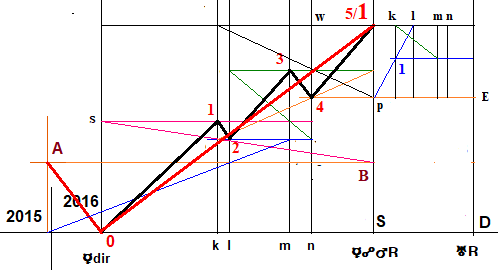 w 5/1 k l m n
3
1
1
s
4
p E
2
A
B
2016
2015
0
S D
k l m n
☿dir ☿☍♂R ♅R